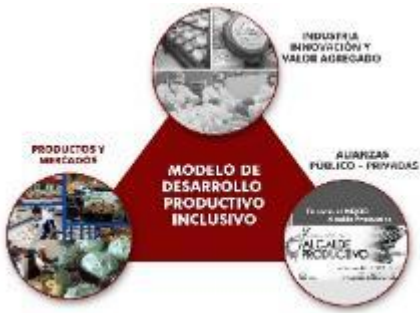 INDUSTRIA
INNOVACIÓN Y
VALOR AGREGADO
PRODUCTOS Y
MERCADOS
ALIANZAS
PÚBLICO - PRIVADAS
MODELO DE
DESARROLLO
PRODUCTIVO
INCLUSIVO
ALCALDE
PRODUCTIVO